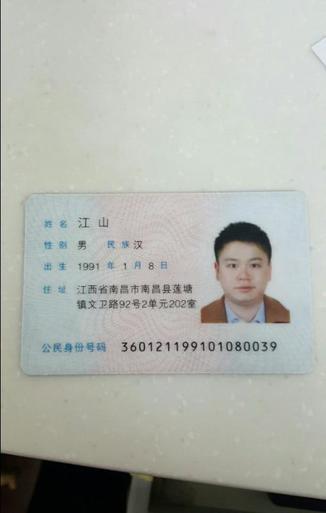 姓名 江山
性别 男 民族 汉
出生 1991 年 1 月 8 日
住址 江西省南昌市南昌县莲塘
镇文卫路92号2单元202室
公民身份号码 360121199101080039